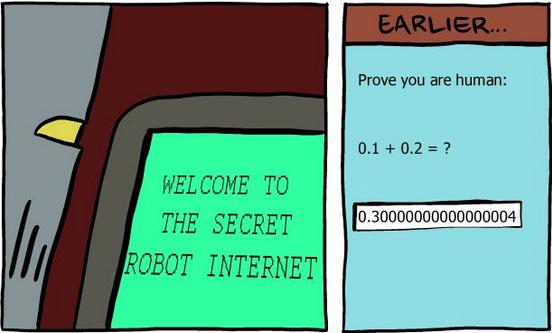 WELCOME TO
THE SECRET
ROBOT INTERNET
EARLIER...
Prove you are human:
0.1 + 0.2 = ?
0.30000000000000004